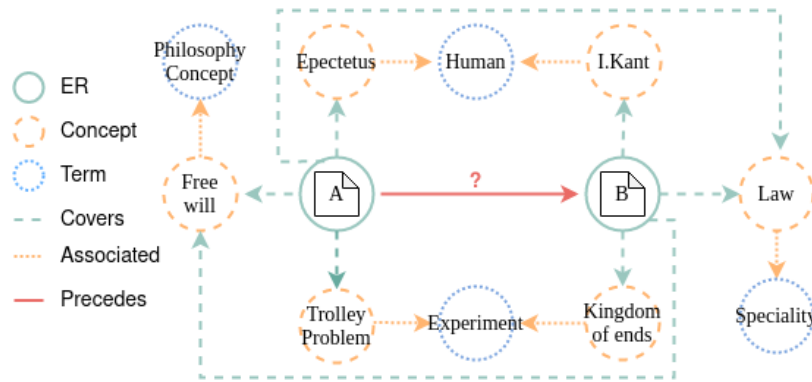 Philosophy
Concept
Epectetus
Human
I.Kant
ER
Concept
Term
Covers
Associated
Precedes
Free
will
A
?
B
Law
Trolley
Problem
Experiment
Kingdom
of ends
Speciality